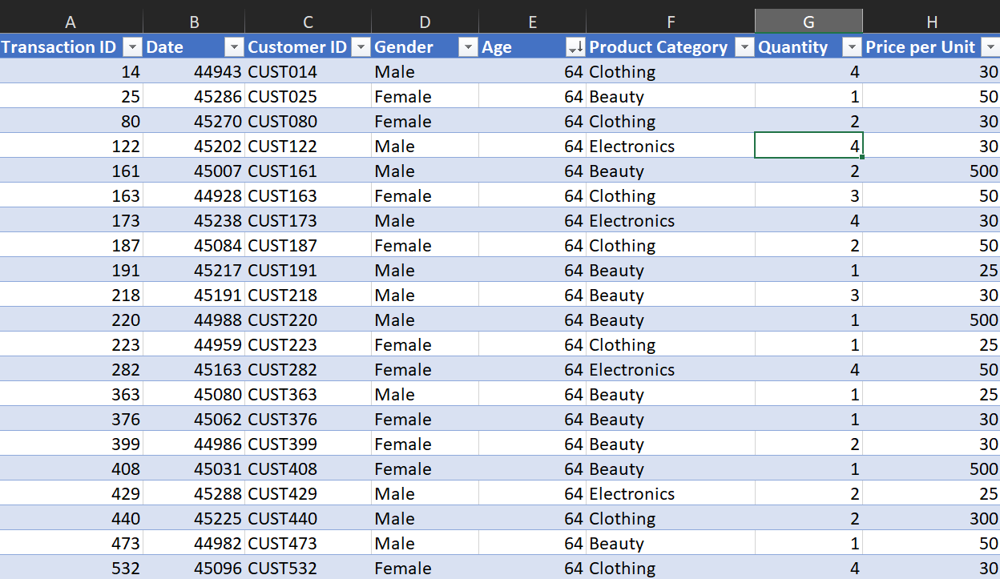 A B C D E F G H
Transaction ID Date Customer ID Gender Age Product Category Quantity Price per Unit
14 44943 CUST014 Male 64 Clothing 4 30
25 45286 CUST025 Female 64 Beauty 1 50
80 45270 CUST080 Female 64 Clothing 2 30
122 45202 CUST122 Male 64 Electronics 4 30
161 45007 CUST161 Male 64 Beauty 2 500
163 44928 CUST163 Female 64 Clothing 3 50
173 45238 CUST173 Male 64 Electronics 4 30
187 45084 CUST187 Female 64 Clothing 2 50
191 45217 CUST191 Male 64 Beauty 1 25
218 45191 CUST218 Male 64 Beauty 3 30
220 44988 CUST220 Male 64 Beauty 1 500
223 44959 CUST223 Female 64 Clothing 1 25
282 45163 CUST282 Female 64 Electronics 4 50
363 45080 CUST363 Male 64 Beauty 1 25
376 45062 CUST376 Female 64 Beauty 1 30
399 44986 CUST399 Female 64 Beauty 2 30
408 45031 CUST408 Female 64 Beauty 1 500
429 45288 CUST429 Male 64 Electronics 2 25
440 45225 CUST440 Male 64 Clothing 2 300
473 44982 CUST473 Male 64 Beauty 1 50
532 45096 CUST532 Female 64 Clothing 4 30